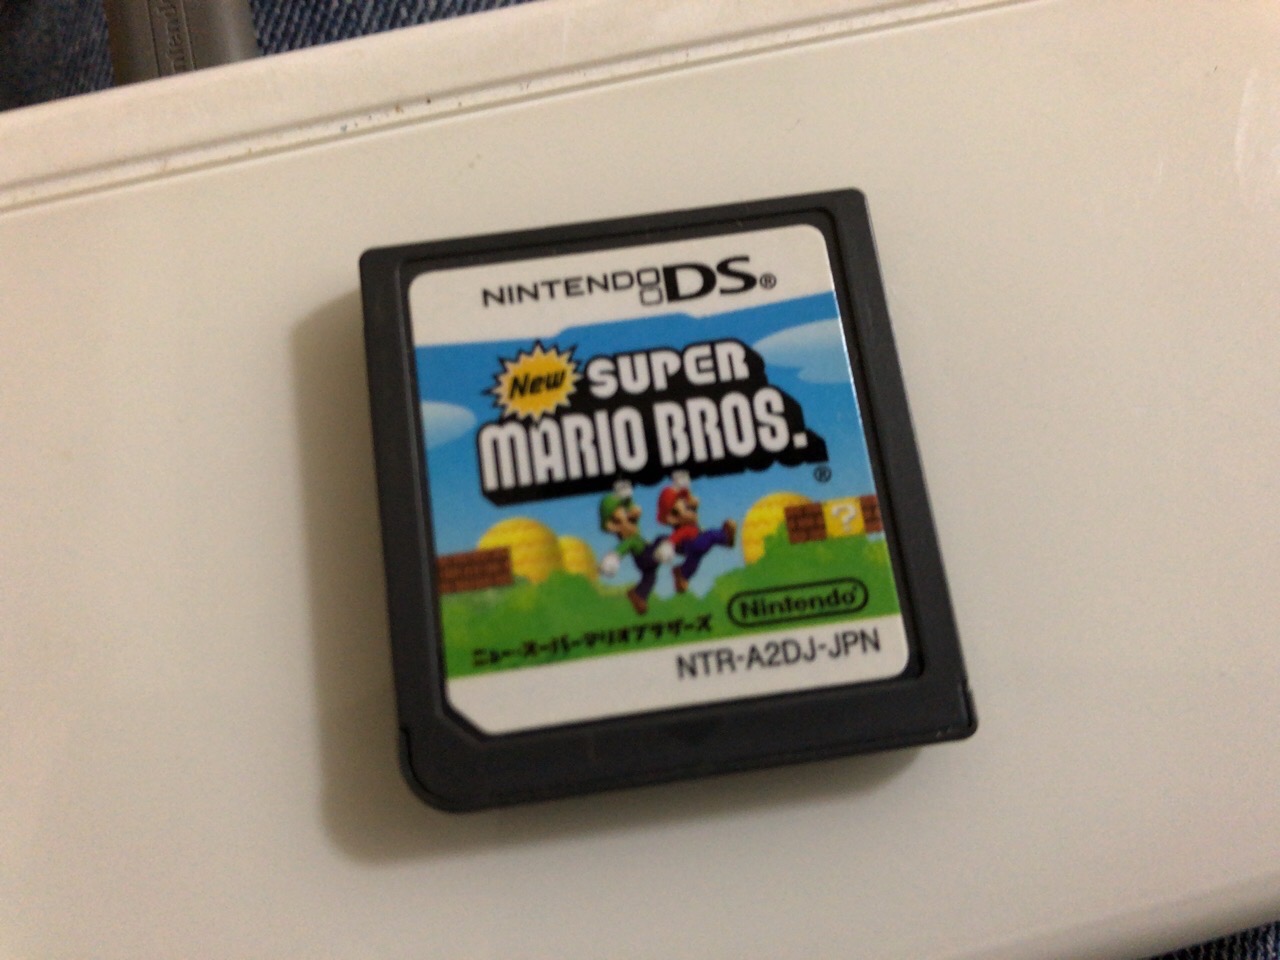 Nintendo
NINTENDO DS®
New SUPER
MARIO BROS.®
?
Nintendo®
ニュー・スーパーマリオブラザーズ
NTR-A2DJ-JPN